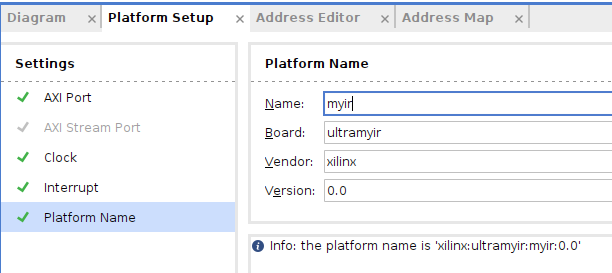 Diagram × Platform Setup × Address Editor × Address Map ×
Settings
AXI Port
AXI Stream Port
Clock
Interrupt
Platform Name
Platform Name
Name: myir
Board: ultramyir
Vendor: xilinx
Version: 0.0
Info: the platform name is 'xilinx:ultramyir:myir:0.0'